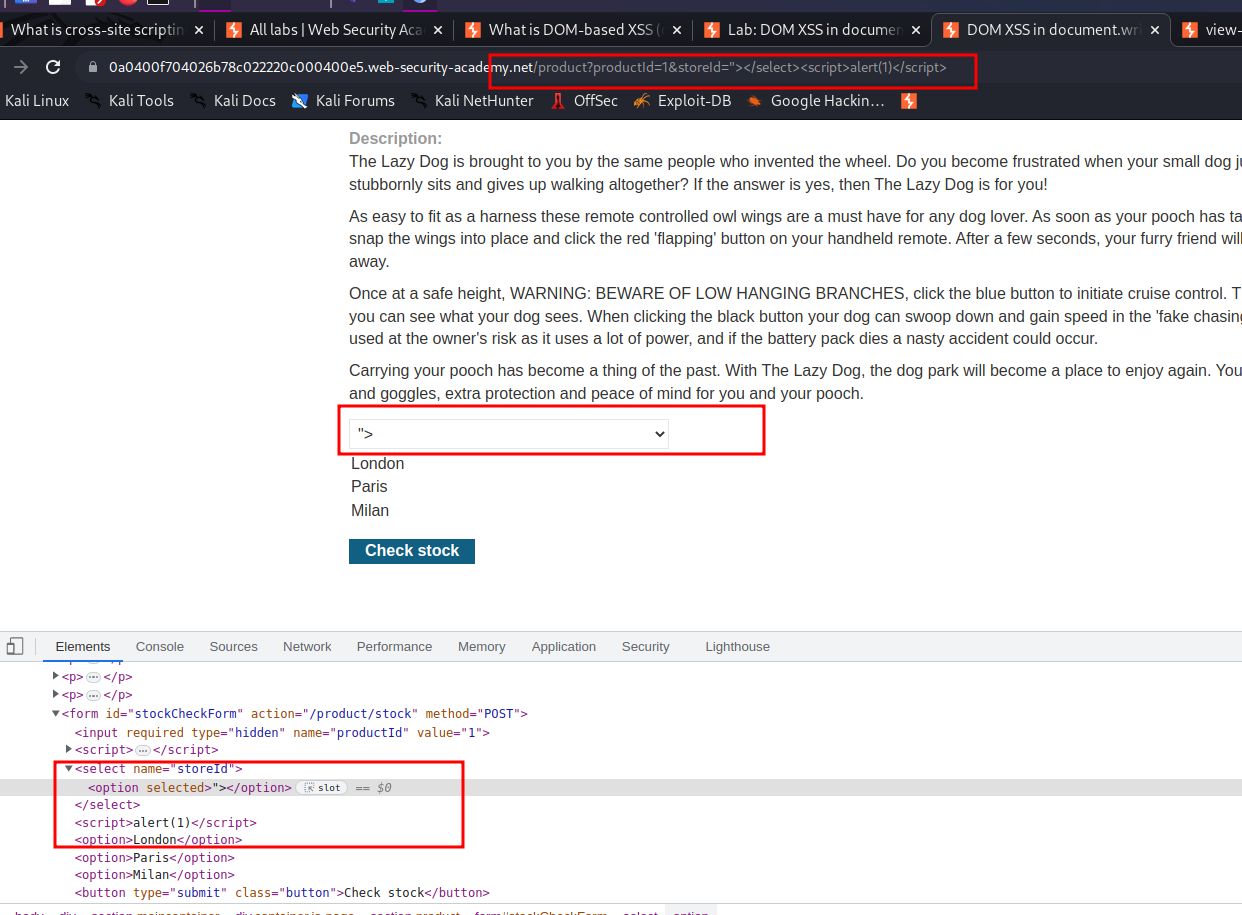 What is cross-site scriptin All labs | Web Security Aca What is DOM-based XSS ( Lab: DOM XSS in documen DOM XSS in document.wri view-
0a0400f704026b78c022220c000400e5.web-security-academy.net/product?productId=1&storeId="></select><script>alert(1)</script>
Kali Linux Kali Tools Kali Docs Kali Forums Kali NetHunter OffSec Exploit-DB Google Hackin...
Description:
The Lazy Dog is brought to you by the same people who invented the wheel. Do you become frustrated when your small dog ju
stubbornly sits and gives up walking altogether? If the answer is yes, then The Lazy Dog is for you!
As easy to fit as a harness these remote controlled owl wings are a must have for any dog lover. As soon as your pooch has ta
snap the wings into place and click the red 'flapping' button on your handheld remote. After a few seconds, your furry friend will
away.
Once at a safe height, WARNING: BEWARE OF LOW HANGING BRANCHES, click the blue button to initiate cruise control. T
you can see what your dog sees. When clicking the black button your dog can swoop down and gain speed in the 'fake chasing
used at the owner's risk as it uses a lot of power, and if the battery pack dies a nasty accident could occur.
Carrying your pooch has become a thing of the past. With The Lazy Dog, the dog park will become a place to enjoy again. You
and goggles, extra protection and peace of mind for you and your pooch.
">
London
Paris
Milan
Check stock
Elements Console Sources Network Performance Memory Application Security Lighthouse
<p>…</p>
<p>…</p>
<form id="stockCheckForm" action="/product/stock" method="POST">
<input required type="hidden" name="productId" value="1">
<script>…</script>
<select name="storeId">
<option selected>"></option> slot == $0
</select>
<script>alert(1)</script>
<option>London</option>
<option>Paris</option>
<option>Milan</option>
<button type="submit" class="button">Check stock</button>
body div section.maincontainer div.container.is-page section.product form#stockCheckForm select option